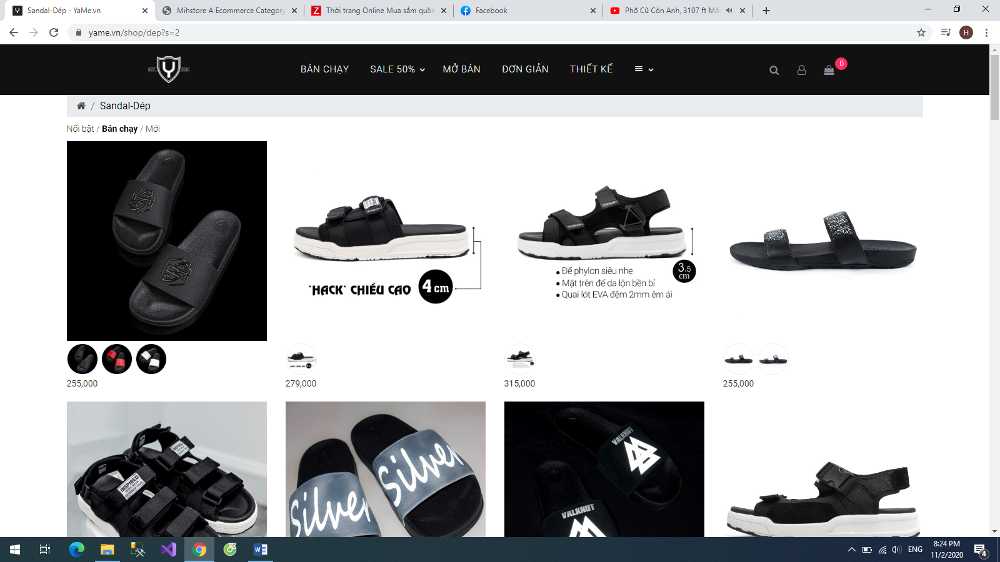 Sandal-Dép - YaMe.vn
Mihstore A Ecommerce Category
Thời trang Online Mua sắm quần
Facebook
Phố Cũ Còn Anh, 3107 ft Mã
yame.vn/shop/dep?s=2
H
Y
BÁN CHẠY
SALE 50%
MỞ BÁN
ĐƠN GIẢN
THIẾT KẾ
0
/ Sandal-Dép
Nổi bật / Bán chạy / Mới
'HACK' CHIỀU CAO 4 cm
3.5 cm
• Đế phylon siêu nhẹ
• Mặt trên đế da lộn bền bỉ
• Quai lót EVA đệm 2mm êm ái
255,000
279,000
315,000
255,000
INSPIRED
INSPIRED
Silver
Silver
VALKNUT
VALKNUT
ENG
8:24 PM
11/2/2020
4